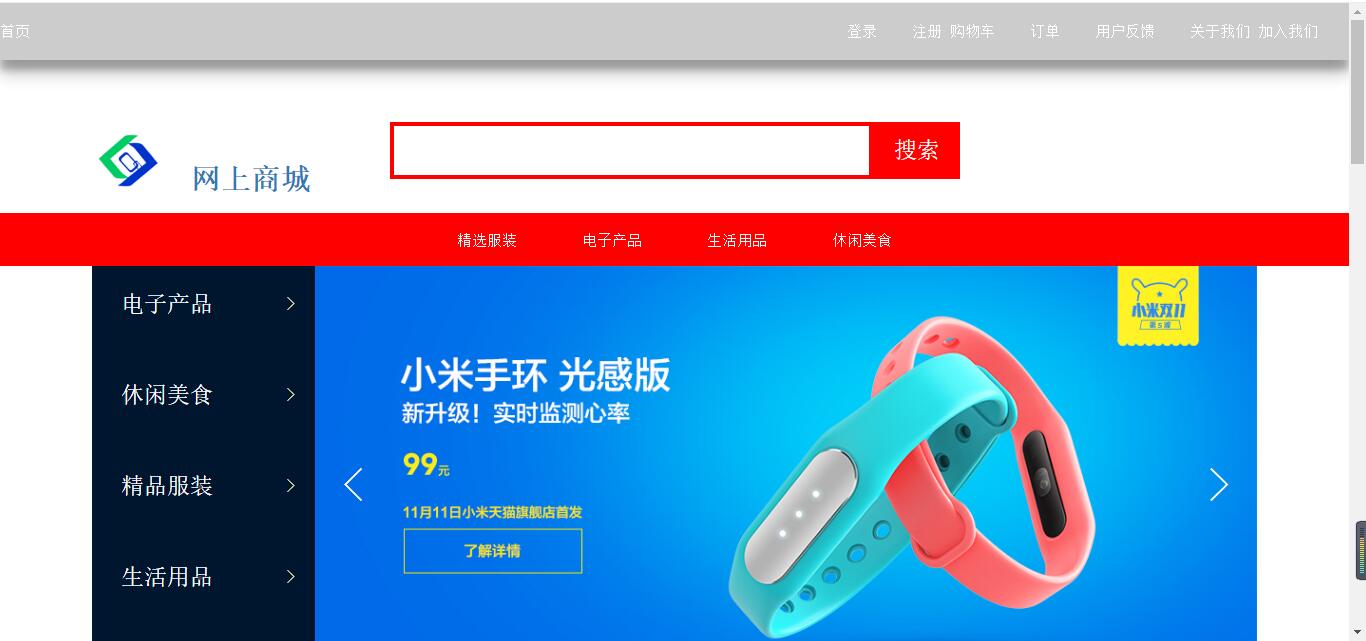 首页 登录 注册 购物车 订单 用户反馈 关于我们 加入我们
搜索
网上商城
精选服装 电子产品 生活用品 休闲美食
电子产品
休闲美食
精品服装
生活用品
小米手环 光感版
新升级！实时监测心率
99元
11月11日小米天猫旗舰店首发
了解详情
小米双11
第5波